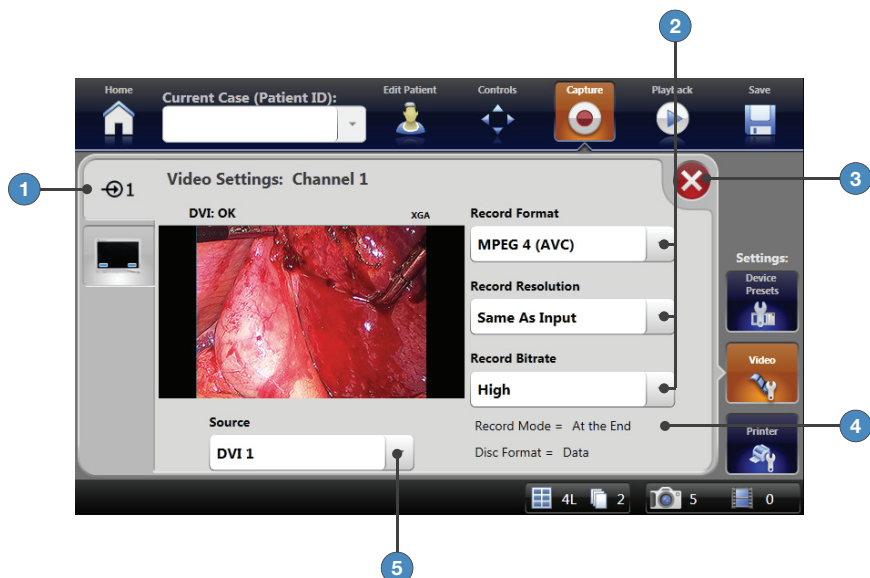 2
Home
Current Case (Patient ID):
Edit Patient
Controls
Capture
Playback
Save
1
1
Video Settings: Channel 1
3
DVI: OK
XGA
Record Format
MPEG 4 (AVC)
Settings:
Device
Presets
Record Resolution
Same As Input
Record Bitrate
Video
High
Source
Record Mode = At the End
4
Printer
DVI 1
Disc Format = Data
4L
2
5
0
5